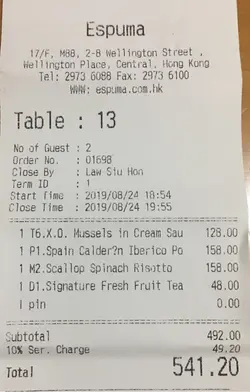 Espuma
17/F, M88, 2-8 Wellington Street ,
Wellington Place, Central, Hong Kong
Tel: 2973 6088 Fax: 2973 6100
WWW: espuma.com.hk
Table : 13
No of Guest : 2
Order No. : 01698
Close By : Law Siu Hon
Term ID : 1
Start Time : 2019/08/24 18:54
Close Time : 2019/08/24 19:55
1 T6.X.O. Mussels in Cream Sau 128.00
1 P1.Spain Calder?n Iberico Po 158.00
1 M2.Scallop Spinach Risotto 158.00
1 D1.Signature Fresh Fruit Tea 48.00
1 pin 0.00
Subtotal 492.00
10% Ser. Charge 49.20
Total 541.20